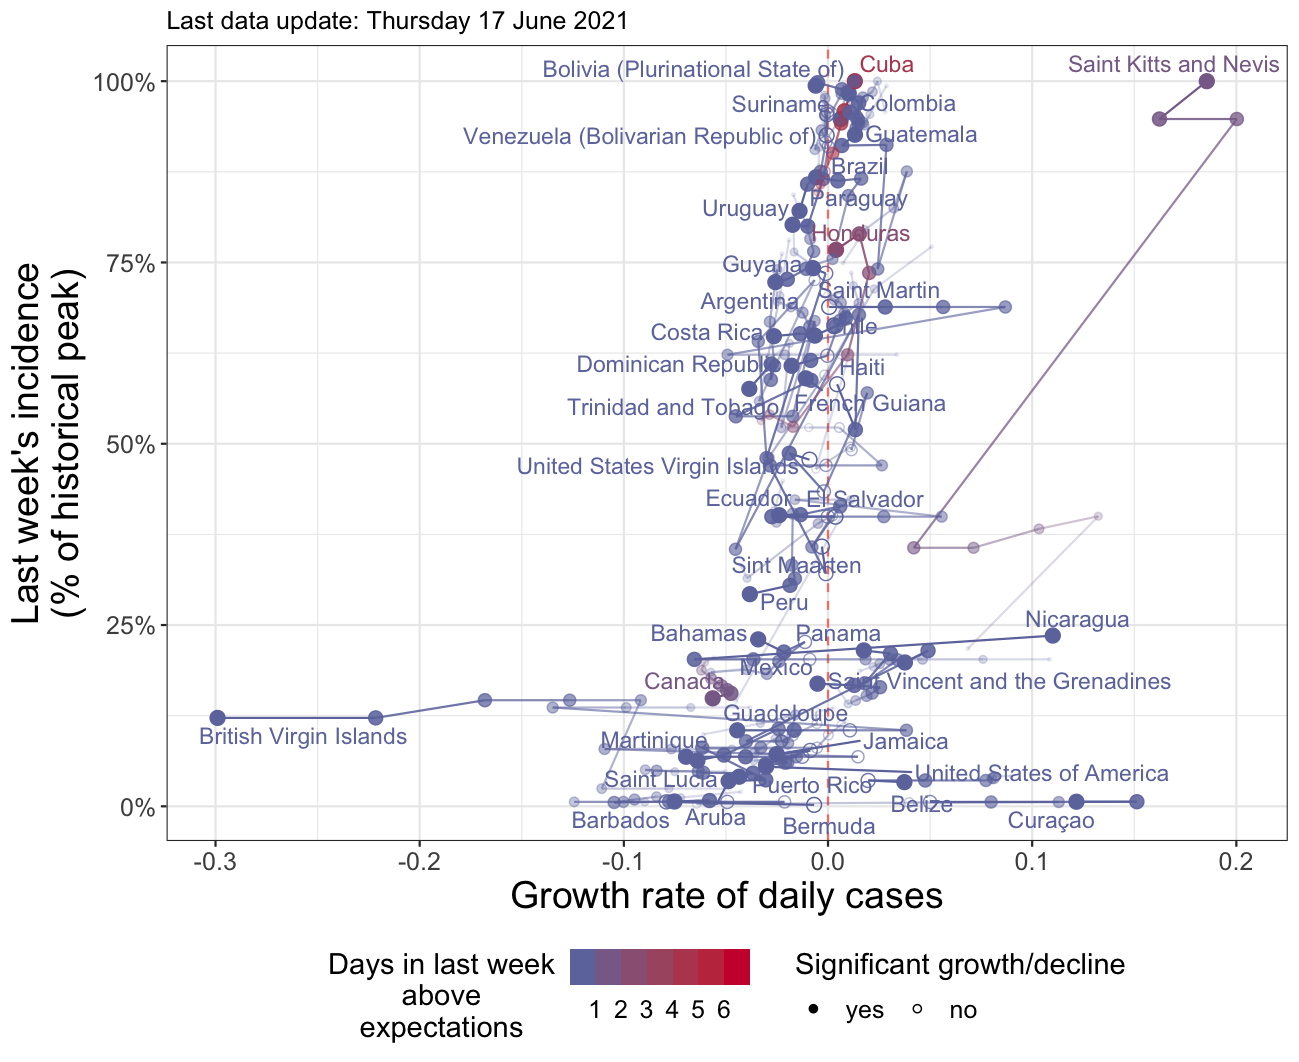 Last data update: Thursday 17 June 2021
Last week's incidence
(% of historical peak)
100%
75%
50%
25%
0%
Bolivia (Plurinational State of)
Cuba
Saint Kitts and Nevis
Suriname
Colombia
Venezuela (Bolivarian Republic of)
Guatemala
Brazil
Paraguay
Uruguay
Honduras
Guyana
Saint Martin
Argentina
Costa Rica
Chile
Dominican Republic
Haiti
Trinidad and Tobago
French Guiana
United States Virgin Islands
Ecuador
El Salvador
Sint Maarten
Peru
Nicaragua
Bahamas
Panama
Mexico
Canada
Saint Vincent and the Grenadines
Guadeloupe
British Virgin Islands
Martinique
Jamaica
Saint Lucia
Puerto Rico
United States of America
Belize
Barbados
Aruba
Bermuda
Curaçao
-0.3
-0.2
-0.1
0.0
0.1
0.2
Growth rate of daily cases
Days in last week
above
expectations
1 2 3 4 5 6
Significant growth/decline
yes
no